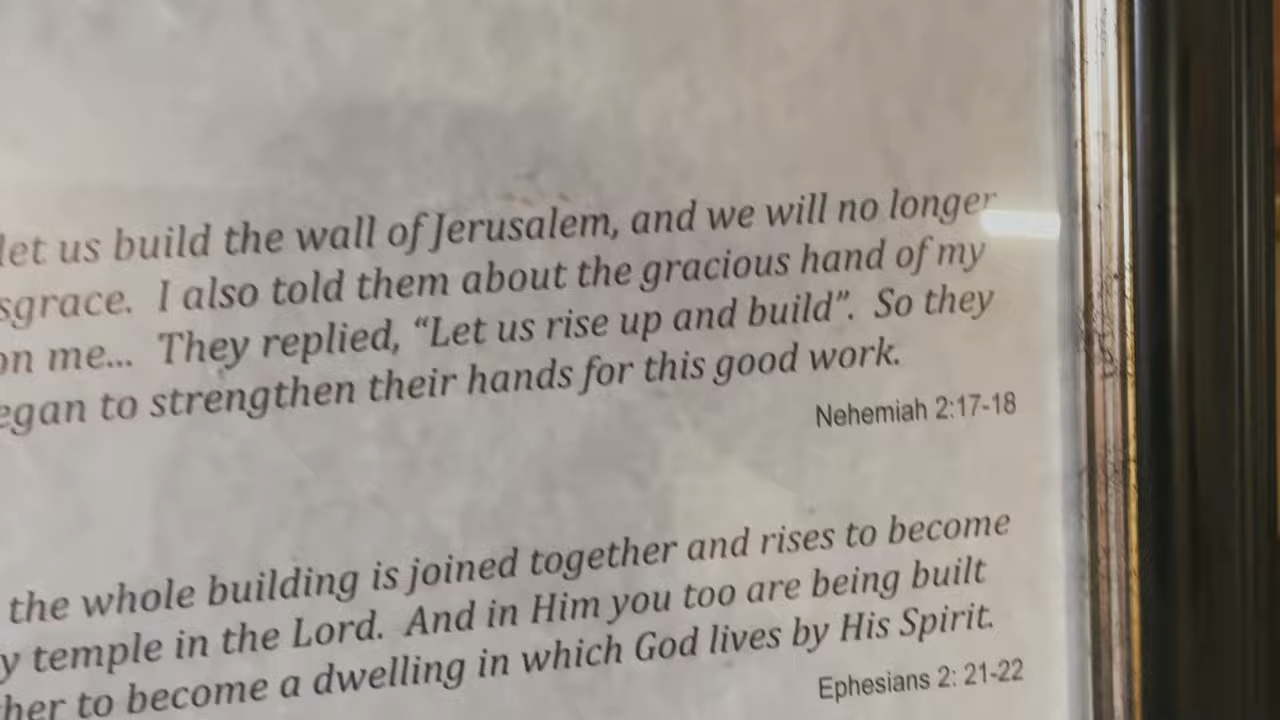 let us build the wall of Jerusalem, and we will no longer
sgrace. I also told them about the gracious hand of my
on me... They replied, “Let us rise up and build”. So they
egan to strengthen their hands for this good work.
Nehemiah 2:17-18
the whole building is joined together and rises to become
y temple in the Lord. And in Him you too are being built
her to become a dwelling in which God lives by His Spirit.
Ephesians 2: 21-22